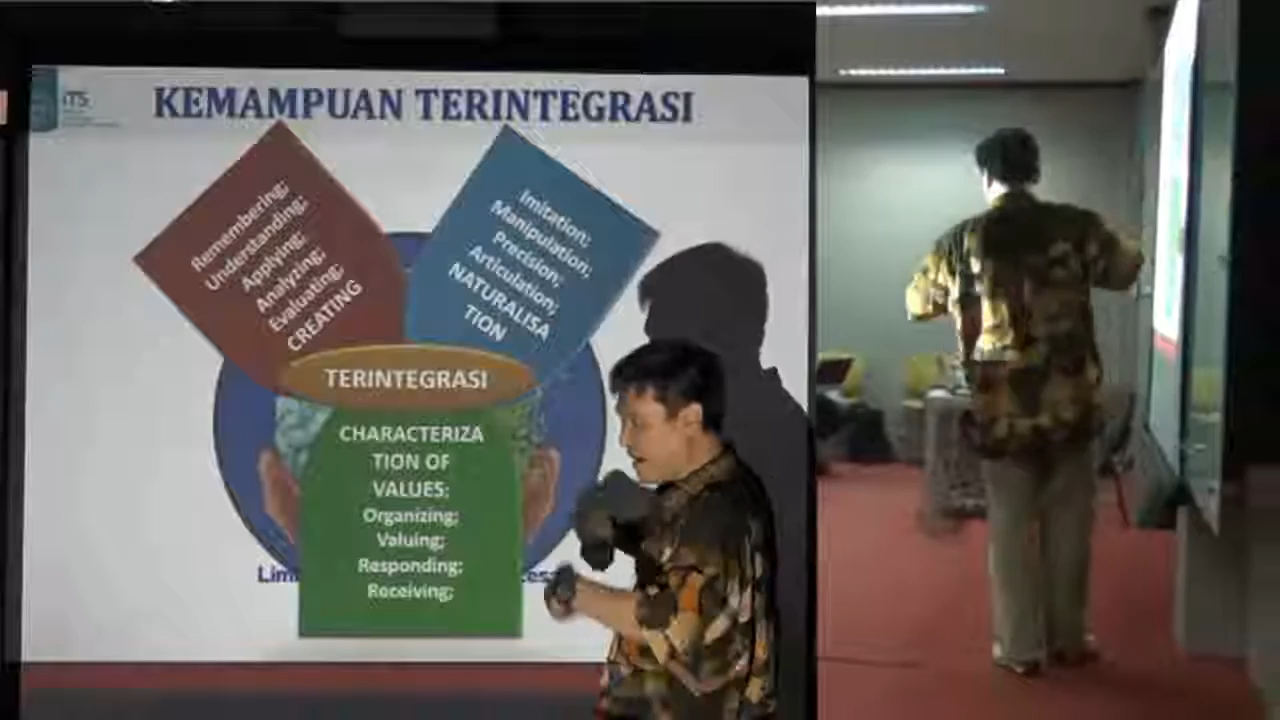 ITS
KEMAMPUAN TERINTEGRASI
Remembering;
Understanding;
Applying;
Analyzing;
Evaluating;
CREATING
Imitation;
Manipulation;
Precision;
Articulation;
NATURALISA
TION
TERINTEGRASI
CHARACTERIZA
TION OF
VALUES:
Organizing;
Valuing;
Responding;
Receiving;